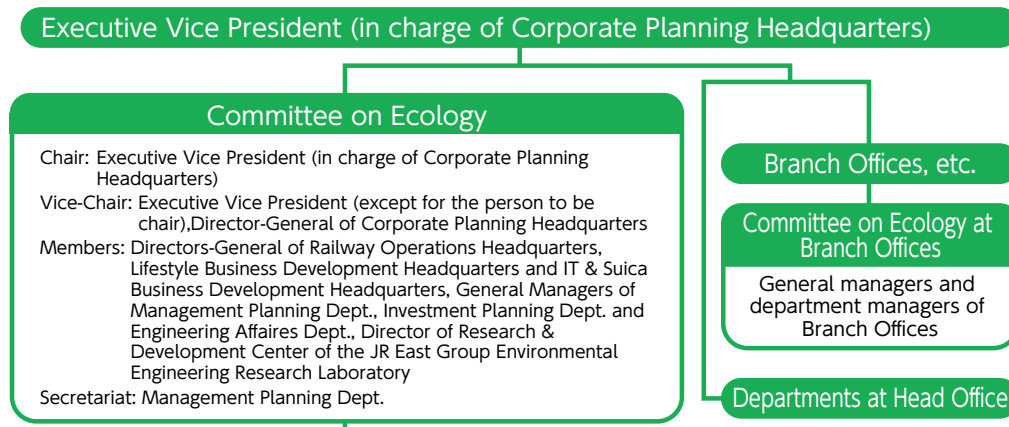 Executive Vice President (in charge of Corporate Planning Headquarters)
Committee on Ecology
Chair: Executive Vice President (in charge of Corporate Planning
Headquarters)
Vice-Chair: Executive Vice President (except for the person to be
chair),Director-General of Corporate Planning Headquarters
Members: Directors-General of Railway Operations Headquarters,
Lifestyle Business Development Headquarters and IT & Suica
Business Development Headquarters, General Managers of
Management Planning Dept., Investment Planning Dept. and
Engineering Affaires Dept., Director of Research &
Development Center of the JR East Group Environmental
Engineering Research Laboratory
Secretariat: Management Planning Dept.
Branch Offices, etc.
Committee on Ecology at
Branch Offices
General managers and
department managers of
Branch Offices
Departments at Head Office